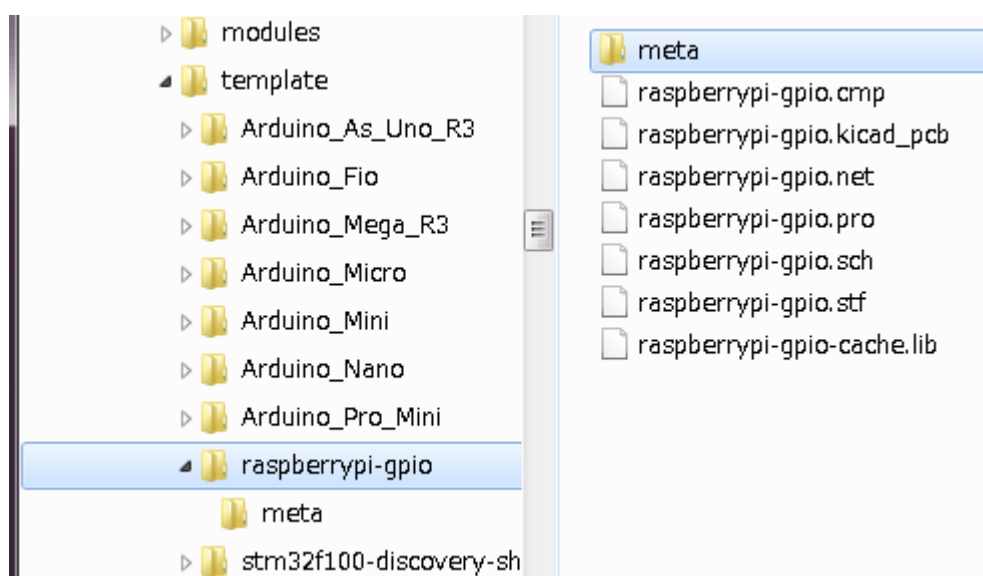 modules
template
Arduino_As_Uno_R3
Arduino_Fio
Arduino_Mega_R3
Arduino_Micro
Arduino_Mini
Arduino_Nano
Arduino_Pro_Mini
raspberrypi-gpio
meta
stm32f100-discovery-sh
meta
raspberrypi-gpio.cmp
raspberrypi-gpio.kicad_pcb
raspberrypi-gpio.net
raspberrypi-gpio.pro
raspberrypi-gpio.sch
raspberrypi-gpio.stf
raspberrypi-gpio-cache.lib